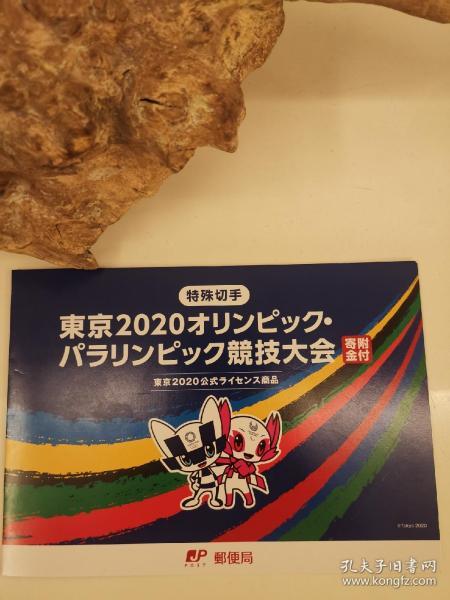 特殊切手
東京2020オリンピック・
パラリンピック競技大会
寄附
金付
東京2020公式ライセンス商品
©Tokyo 2020
JP
POST
郵便局
孔夫子旧书网
www.kongfz.com